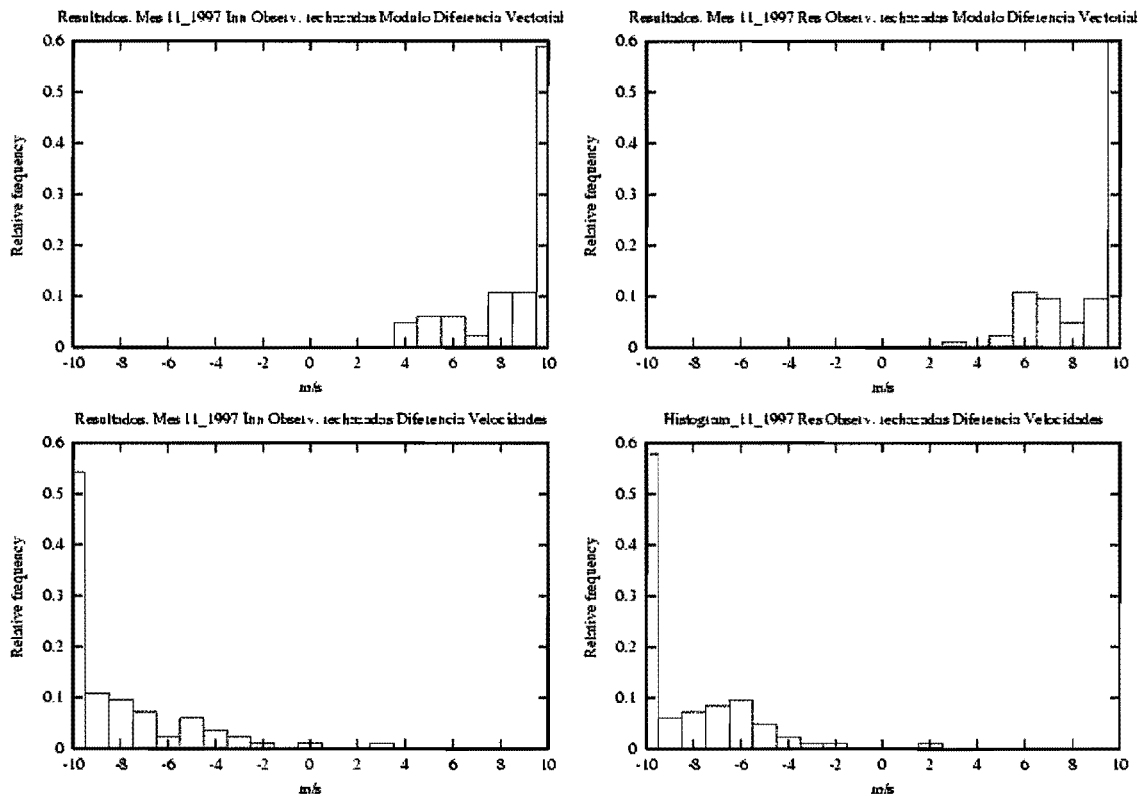 Resultados. Mes 11_1997 Inn Observ. rechazadas Modulo Diferencia Vectorial
0.6
0.5
0.4
0.3
0.2
0.1
0
Relative frequency
-10 -8 -6 -4 -2 0 2 4 6 8 10
m/s
Resultados. Mes 11_1997 Res Observ. rechazadas Modulo Diferencia Vectorial
0.6
0.5
0.4
0.3
0.2
0.1
0
Relative frequency
-10 -8 -6 -4 -2 0 2 4 6 8 10
m/s
Resultados. Mes 11_1997 Inn Observ. rechazadas Diferencia Velocidades
0.6
0.5
0.4
0.3
0.2
0.1
0
Relative frequency
-10 -8 -6 -4 -2 0 2 4 6 8 10
m/s
Histogram_11_1997 Res Observ. rechazadas Diferencia Velocidades
0.6
0.5
0.4
0.3
0.2
0.1
0
Relative frequency
-10 -8 -6 -4 -2 0 2 4 6 8 10
m/s